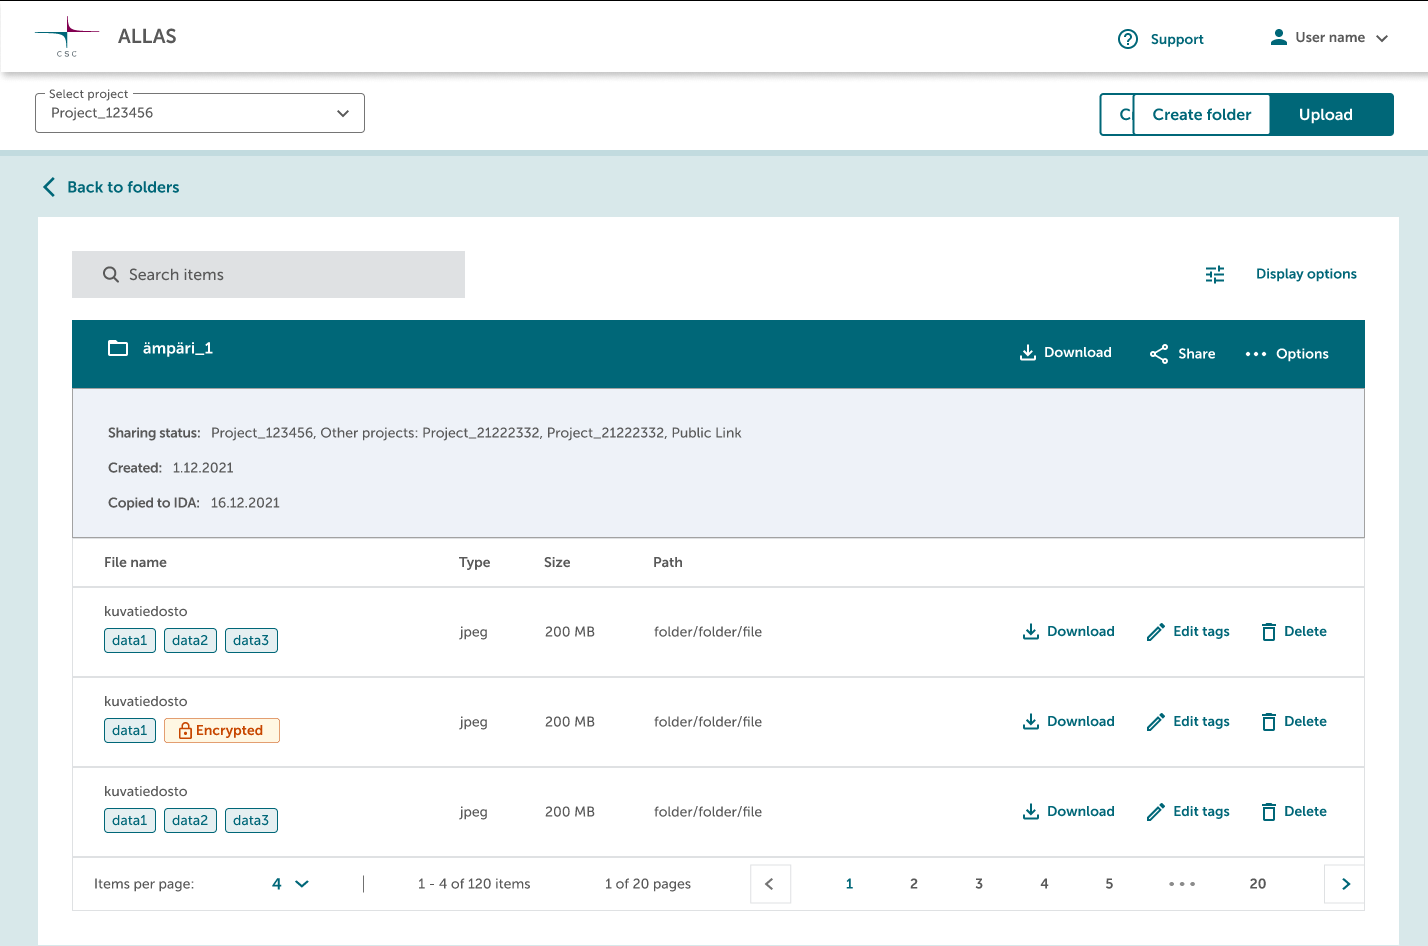 CSC
ALLAS
Support
User name
Select project
Project_123456
C
Create folder
Upload
Back to folders
Search items
Display options
ämpäri_1
Download
Share
Options
Sharing status: Project_123456, Other projects: Project_21222332, Project_21222332, Public Link
Created: 1.12.2021
Copied to IDA: 16.12.2021
File name Type Size Path
kuvatiedosto
data1 data2 data3
jpeg 200 MB folder/folder/file Download Edit tags Delete
kuvatiedosto
data1 Encrypted
jpeg 200 MB folder/folder/file Download Edit tags Delete
kuvatiedosto
data1 data2 data3
jpeg 200 MB folder/folder/file Download Edit tags Delete
Items per page: 4 1 - 4 of 120 items 1 of 20 pages 1 2 3 4 5 ••• 20